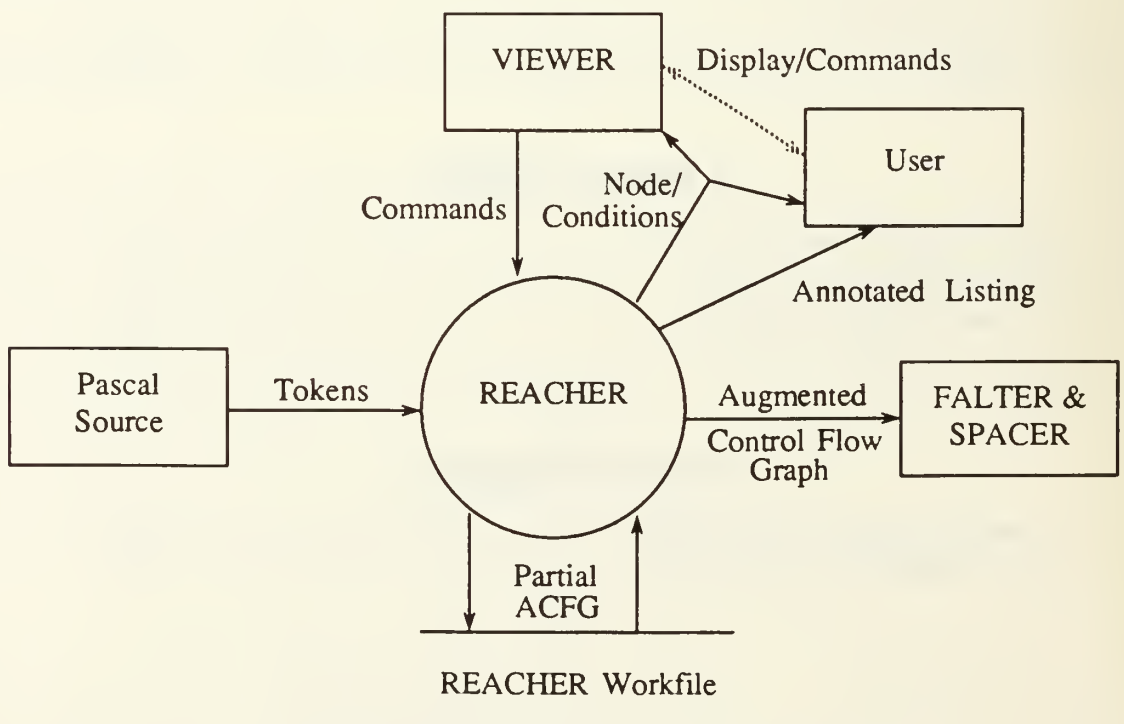 VIEWER
Display/Commands
User
Commands
Node/
Conditions
Annotated Listing
Pascal
Source
Tokens
REACHER
Augmented
Control Flow
Graph
FALTER &
SPACER
Partial
ACFG
REACHER Workfile